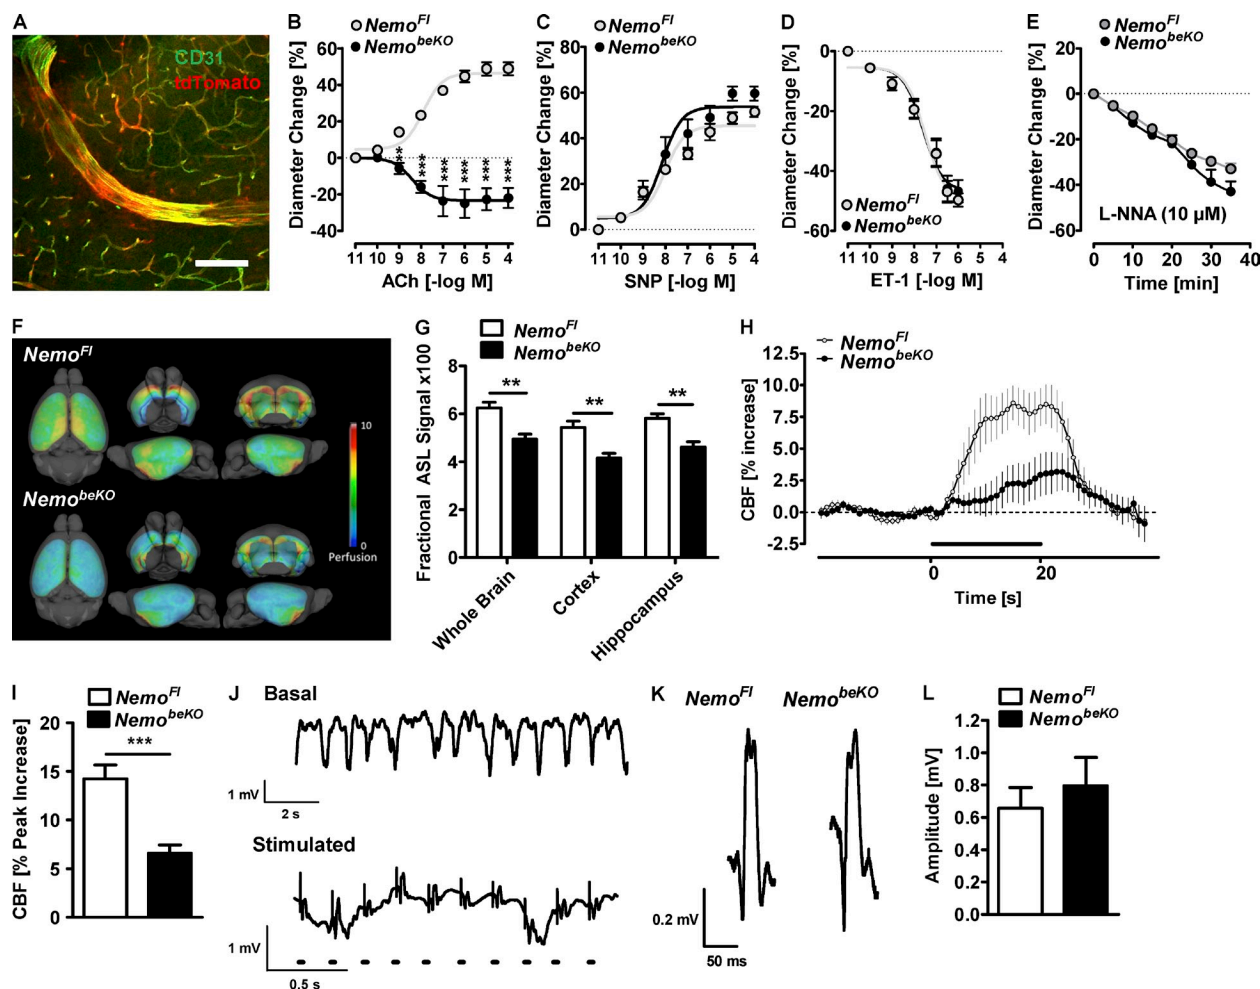 A
CD31
tdTomato
B
Nemo^Fl
Nemo^beKO
Diameter Change [%]
60
40
20
0
-20
-40
**
***
***
***
***
***
11 10 9 8 7 6 5 4
ACh [-log M]
C
Nemo^Fl
Nemo^beKO
Diameter Change [%]
80
60
40
20
0
11 10 9 8 7 6 5 4
SNP [-log M]
D
Diameter Change [%]
0
-20
-40
-60
Nemo^Fl
Nemo^beKO
11 10 9 8 7 6 5 4
ET-1 [-log M]
E
Nemo^Fl
Nemo^beKO
Diameter Change [%]
20
0
-20
-40
-60
L-NNA (10 µM)
0 10 20 30 40
Time [min]
F
Nemo^Fl
Nemo^beKO
10
0
Perfusion
G
Nemo^Fl
Nemo^beKO
Fractional ASL Signal x100
8
6
4
2
0
**
**
**
Whole Brain
Cortex
Hippocampus
H
Nemo^Fl
Nemo^beKO
CBF [% increase]
12.5
10.0
7.5
5.0
2.5
0.0
-2.5
0 20
Time [s]
I
Nemo^Fl
Nemo^beKO
CBF [% Peak Increase]
20
15
10
5
0
***
J
Basal
1 mV
2 s
Stimulated
1 mV
0.5 s
K
Nemo^Fl Nemo^beKO
0.2 mV
50 ms
L
Nemo^Fl
Nemo^beKO
Amplitude [mV]
1.2
1.0
0.8
0.6
0.4
0.2
0.0